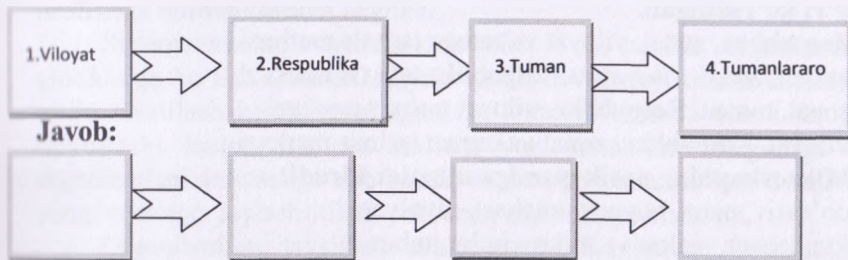 1.Viloyat
2.Respublika
3.Tuman
4.Tumanlararo
Javob: